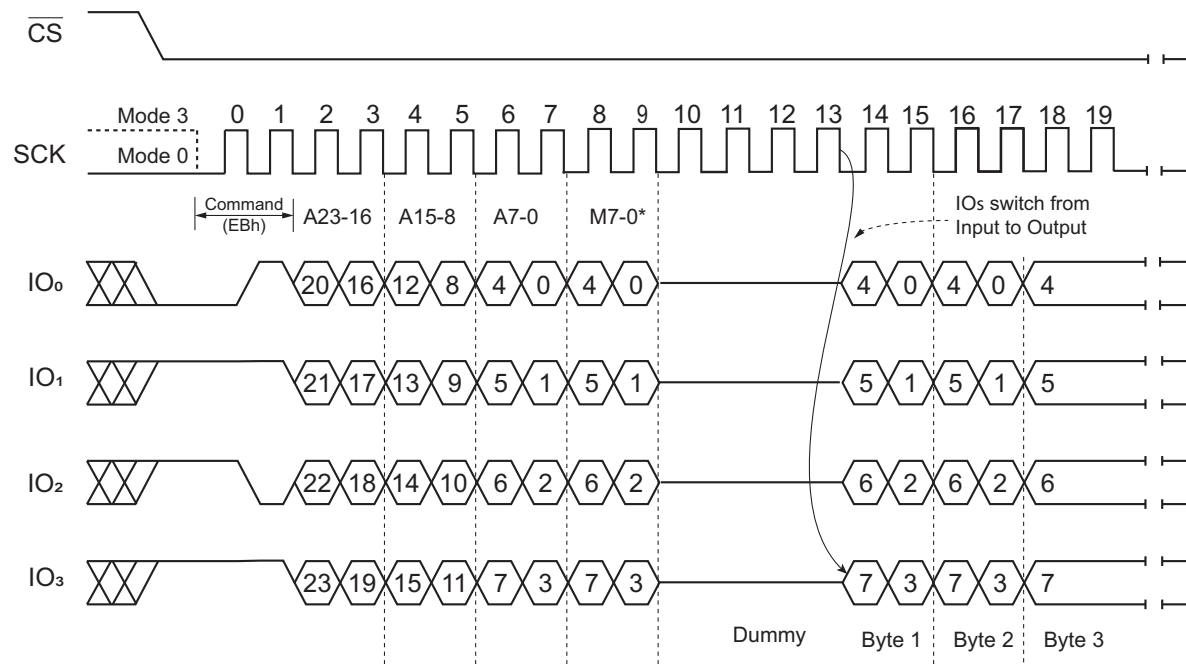 CS
Mode 3
0 1 2 3 4 5 6 7 8 9 10 11 12 13 14 15 16 17 18 19
SCK
Mode 0
Command
(EBh)
A23-16 A15-8 A7-0 M7-0*
IOs switch from
Input to Output
IO₀ 20 16 12 8 4 0 4 0 4 0 4 0 4
IO₁ 21 17 13 9 5 1 5 1 5 1 5 1 5
IO₂ 22 18 14 10 6 2 6 2 6 2 6 2 6
IO₃ 23 19 15 11 7 3 7 3 7 3 7 3 7
Dummy Byte 1 Byte 2 Byte 3